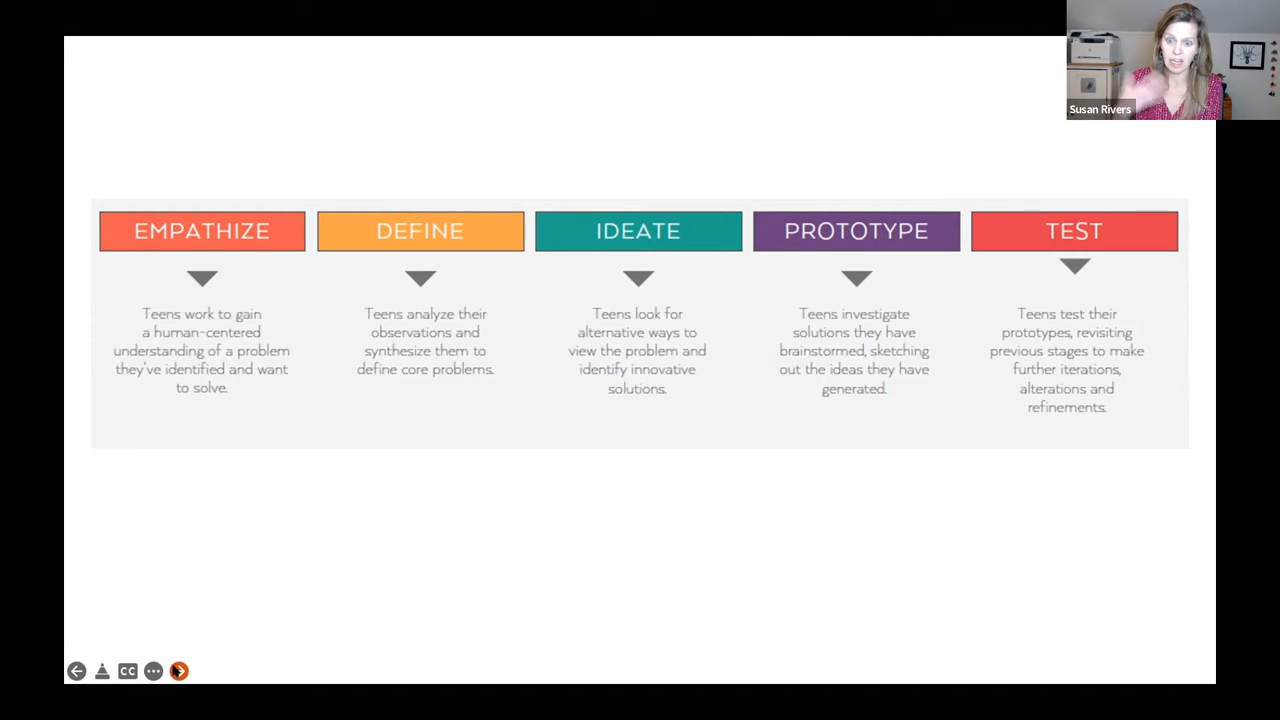 Susan Rivers
EMPATHIZE
Teens work to gain
a human-centered
understanding of a problem
they've identified and want
to solve.
DEFINE
Teens analyze their
observations and
synthesize them to
define core problems.
IDEATE
Teens look for
alternative ways to
view the problem and
identify innovative
solutions.
PROTOTYPE
Teens investigate
solutions they have
brainstormed, sketching
out the ideas they have
generated.
TEST
Teens test their
prototypes, revisiting
previous stages to make
further iterations,
alterations and
refinements.
CC